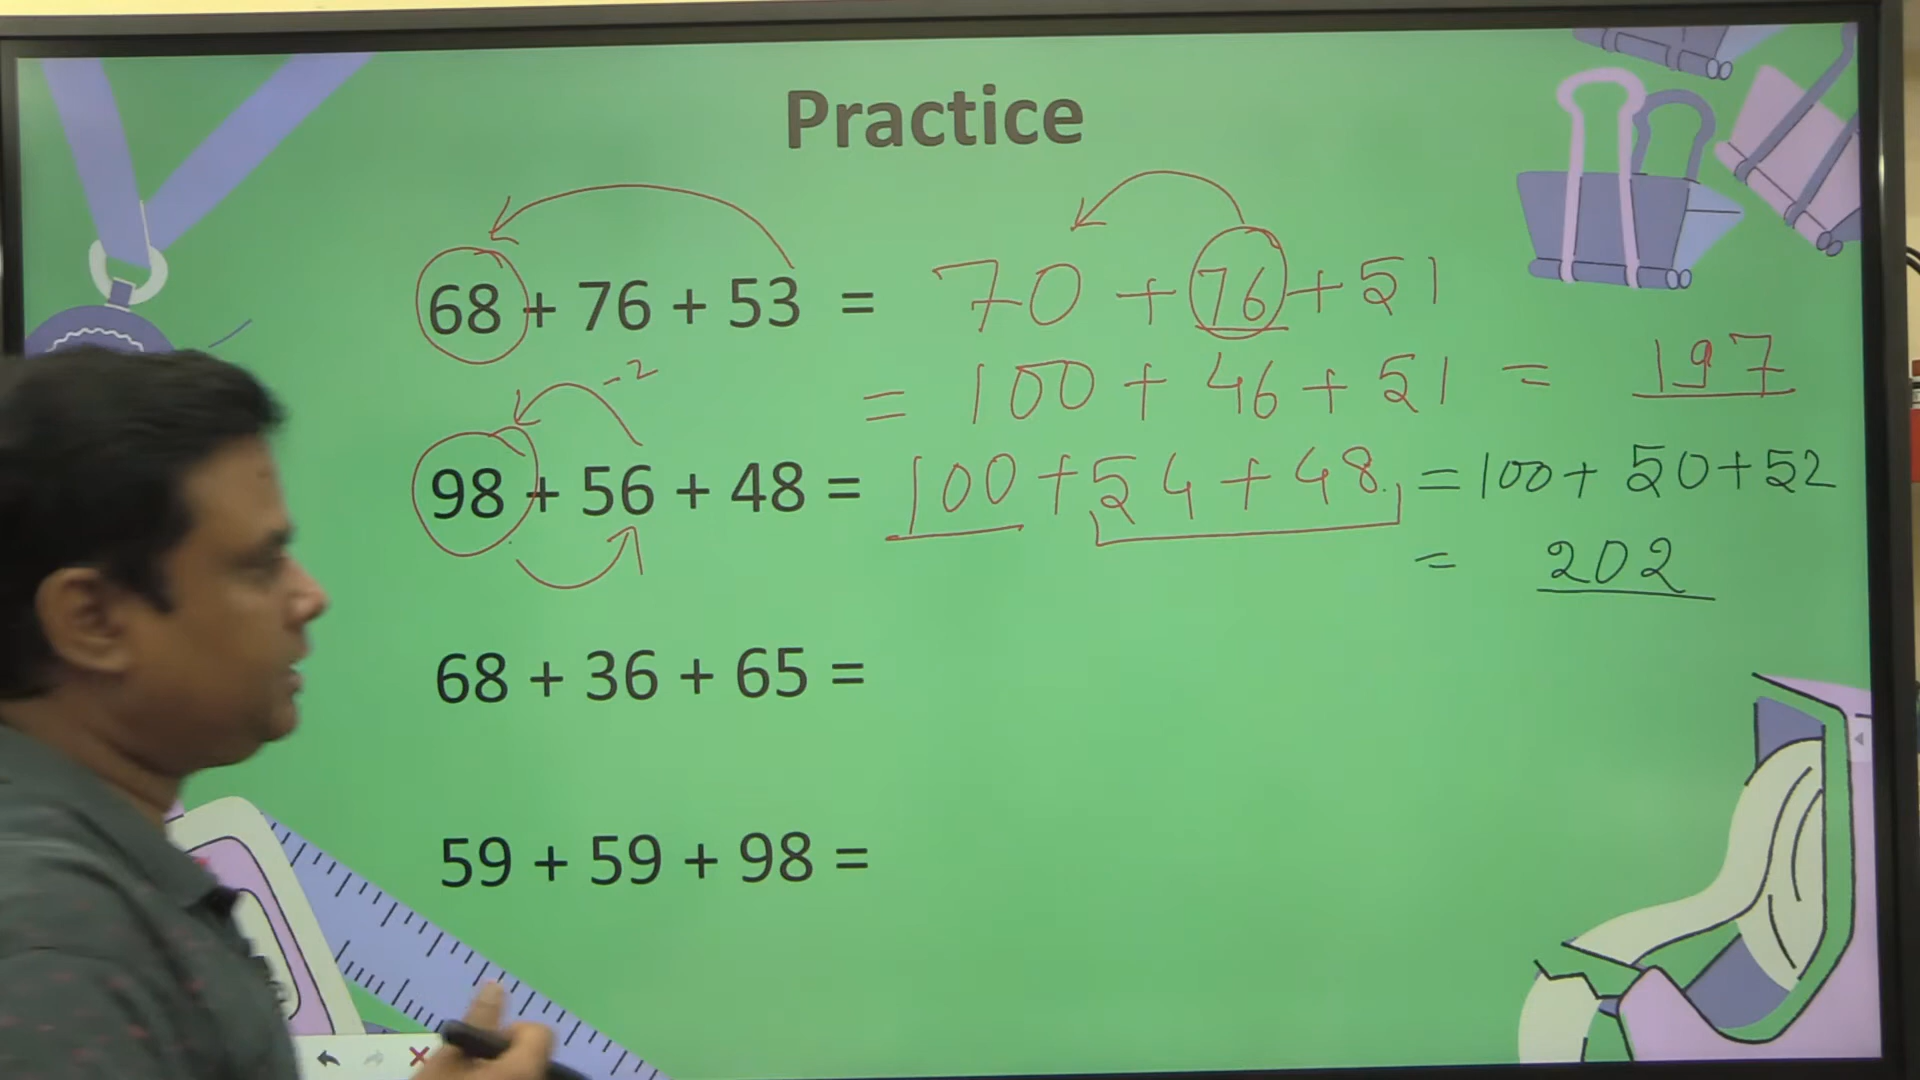 Practice
68 + 76 + 53 = 70 + 76 + 51
-2
= 100 + 46 + 51 = 197
98 + 56 + 48 = 100 + 54 + 48 = 100 + 50 + 52
= 202
68 + 36 + 65 =
59 + 59 + 98 =